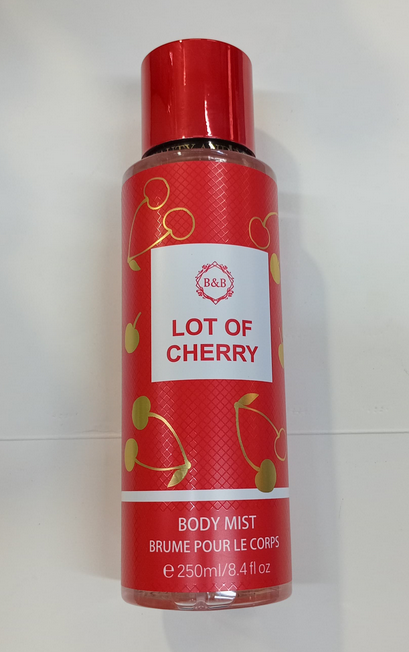 B&B
LOT OF
CHERRY
BODY MIST
BRUME POUR LE CORPS
℮250ml/8.4 fl oz